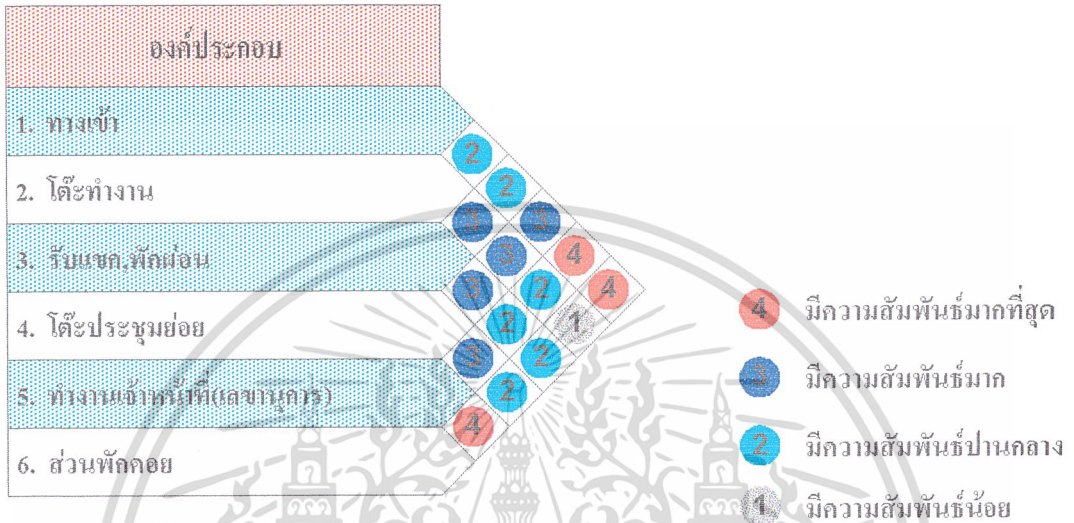 องค์ประกอบ
1. ทางเข้า
2
2. โต๊ะทำงาน
2
3 3
3. รับแขก,พักผ่อน
3 4
3 2 4
4. โต๊ะประชุมย่อย
2 1
3 2
5. ทำงานเจ้าหน้าที่(เลขานุการ)
2
4
6. ส่วนพักคอย
4 มีความสัมพันธ์มากที่สุด
3 มีความสัมพันธ์มาก
2 มีความสัมพันธ์ปานกลาง
1 มีความสัมพันธ์น้อย